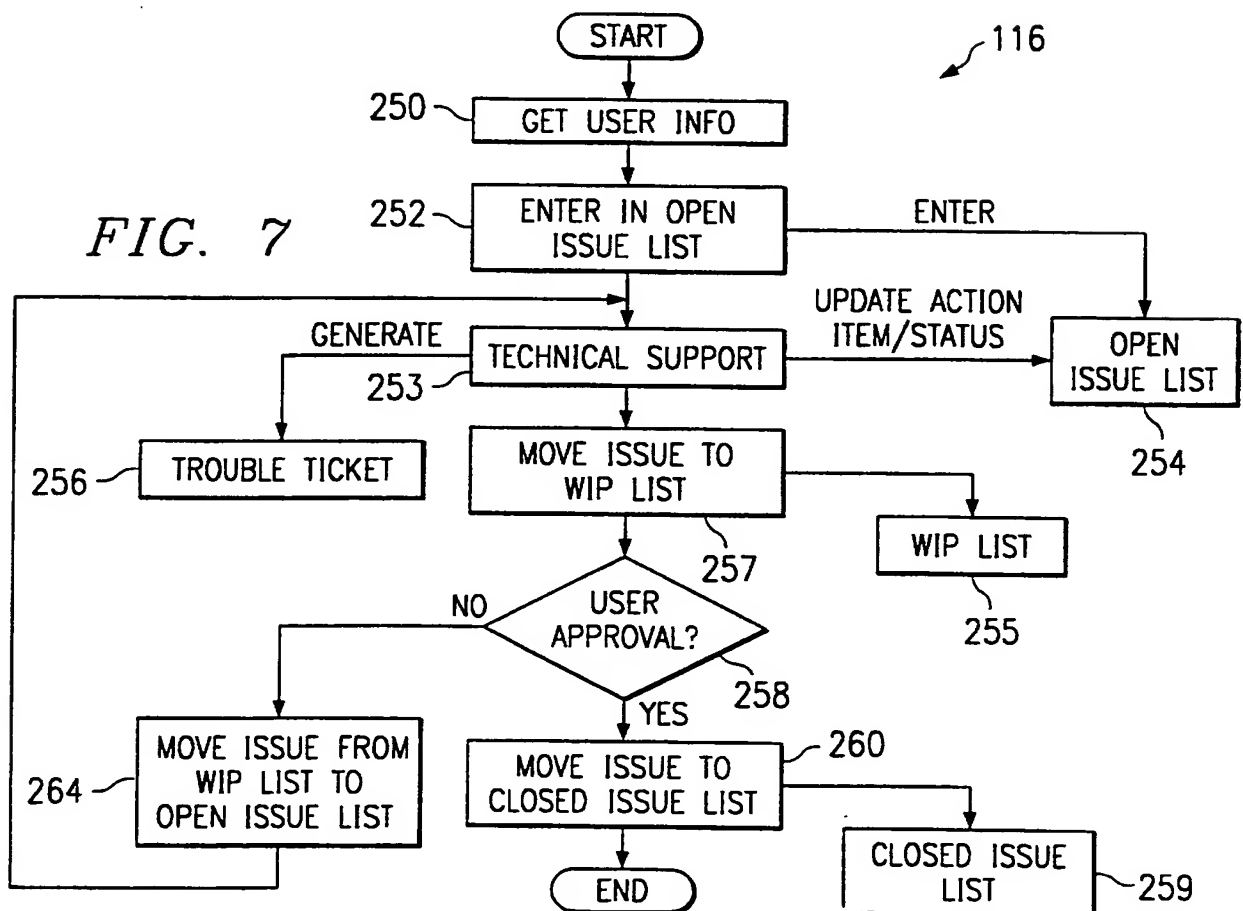 START
116
250
GET USER INFO
FIG. 7
252
ENTER IN OPEN
ISSUE LIST
ENTER
GENERATE
253
TECHNICAL SUPPORT
UPDATE ACTION
ITEM/STATUS
OPEN
ISSUE LIST
254
256
TROUBLE TICKET
MOVE ISSUE TO
WIP LIST
257
WIP LIST
255
NO
USER
APPROVAL?
258
YES
264
MOVE ISSUE FROM
WIP LIST TO
OPEN ISSUE LIST
260
MOVE ISSUE TO
CLOSED ISSUE LIST
END
CLOSED ISSUE
LIST
259